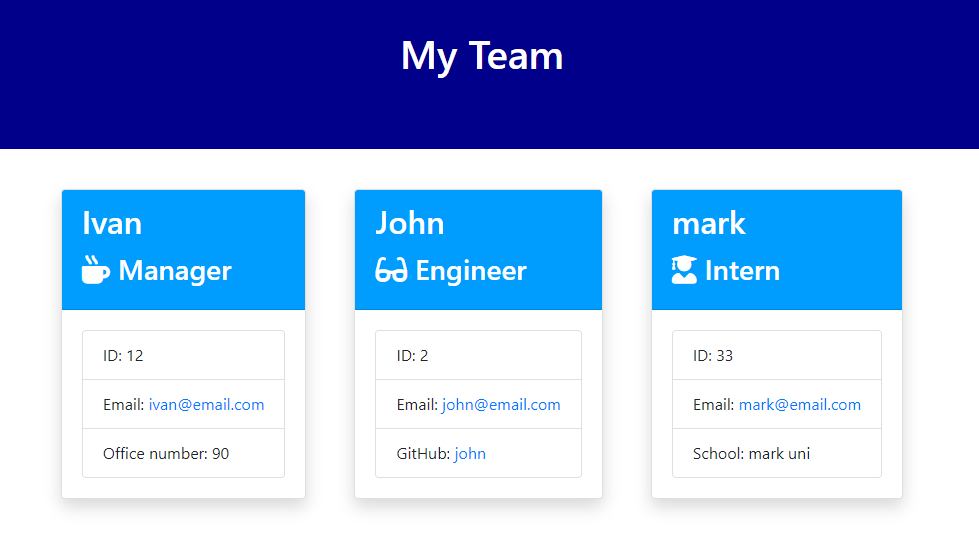 My Team
Ivan
Manager
ID: 12
Email: ivan@email.com
Office number: 90
John
Engineer
ID: 2
Email: john@email.com
GitHub: john
mark
Intern
ID: 33
Email: mark@email.com
School: mark uni